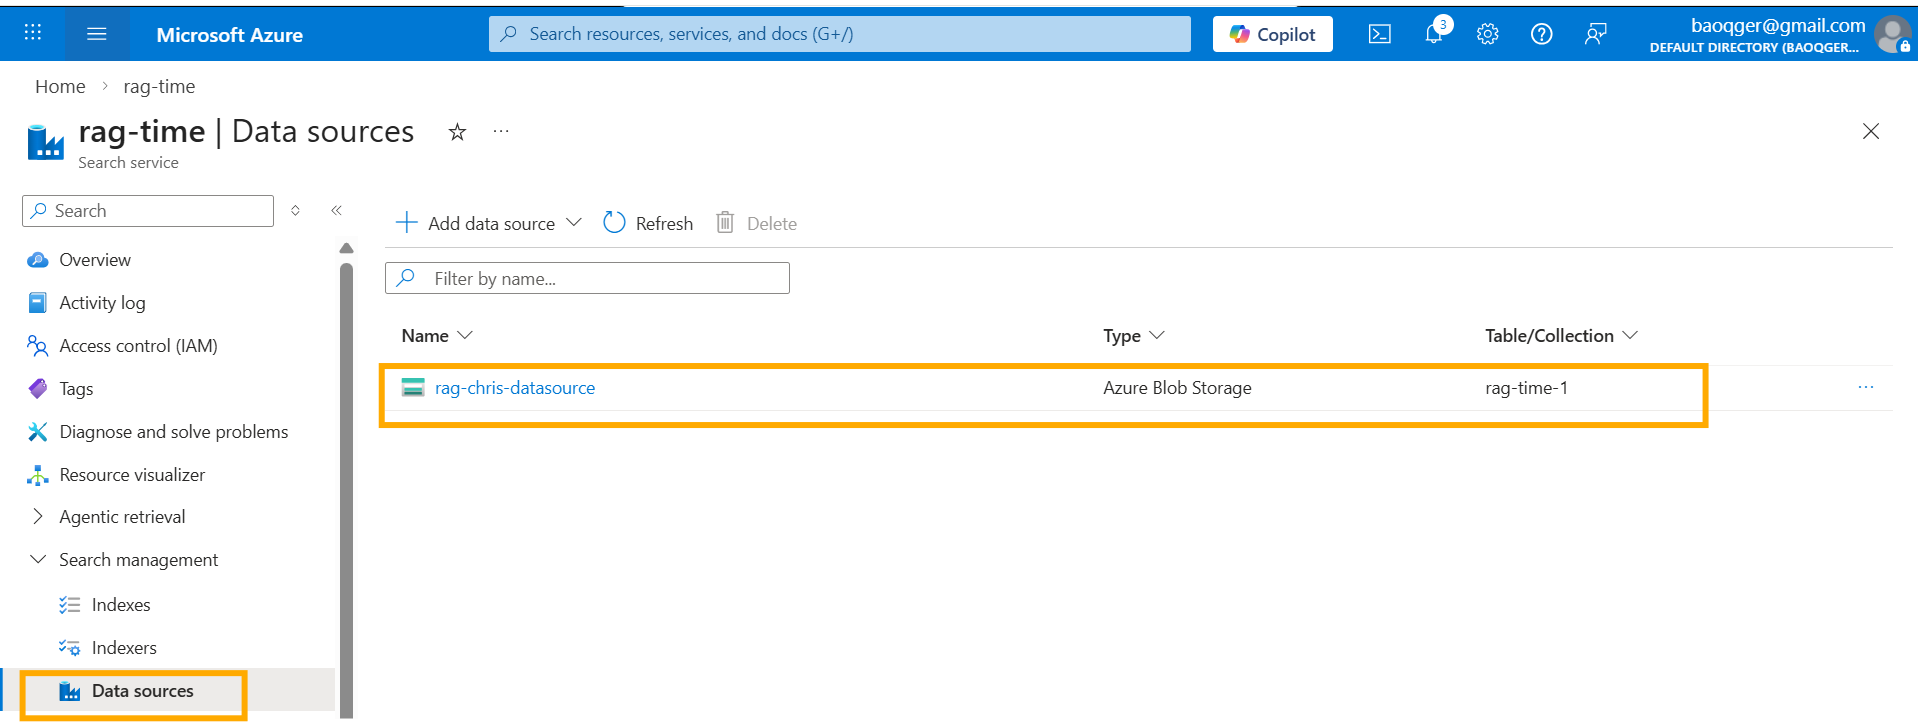 Microsoft Azure
Search resources, services, and docs (G+/)
Copilot
3
baoqger@gmail.com
DEFAULT DIRECTORY (BAOQGER...
Home > rag-time
rag-time | Data sources
Search service
Search
Add data source
Refresh
Delete
Overview
Filter by name...
Activity log
Name
Type
Table/Collection
Access control (IAM)
rag-chris-datasource
Azure Blob Storage
rag-time-1
Tags
Diagnose and solve problems
Resource visualizer
Agentic retrieval
Search management
Indexes
Indexers
Data sources